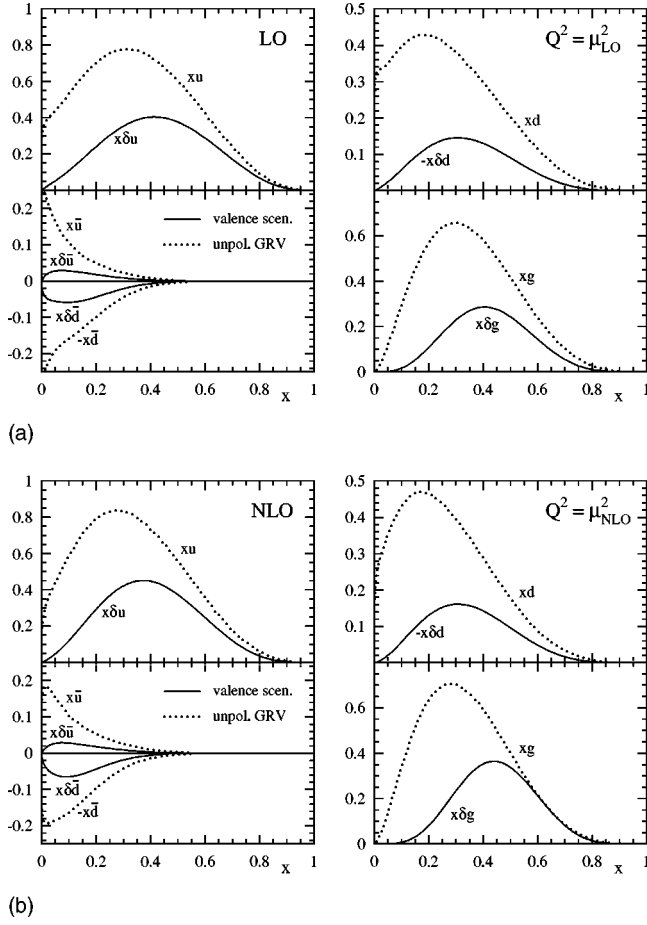 LO
xu
xδu
1
0.8
0.6
0.4
0.2
Q² = μ²LO
xd
-xδd
0.5
0.4
0.3
0.2
0.1
xū
valence scen.
unpol. GRV
xδū
xδd̄
-xd̄
0.2
0.1
0
-0.1
-0.2
0 0.2 0.4 0.6 0.8 1
x
xg
xδg
0.6
0.4
0.2
0
0 0.2 0.4 0.6 0.8 1
x
(a)
NLO
xu
xδu
1
0.8
0.6
0.4
0.2
Q² = μ²NLO
xd
-xδd
0.5
0.4
0.3
0.2
0.1
xū
valence scen.
unpol. GRV
xδū
xδd̄
-xd̄
0.2
0.1
0
-0.1
-0.2
0 0.2 0.4 0.6 0.8 1
x
xg
xδg
0.6
0.4
0.2
0
0 0.2 0.4 0.6 0.8 1
x
(b)